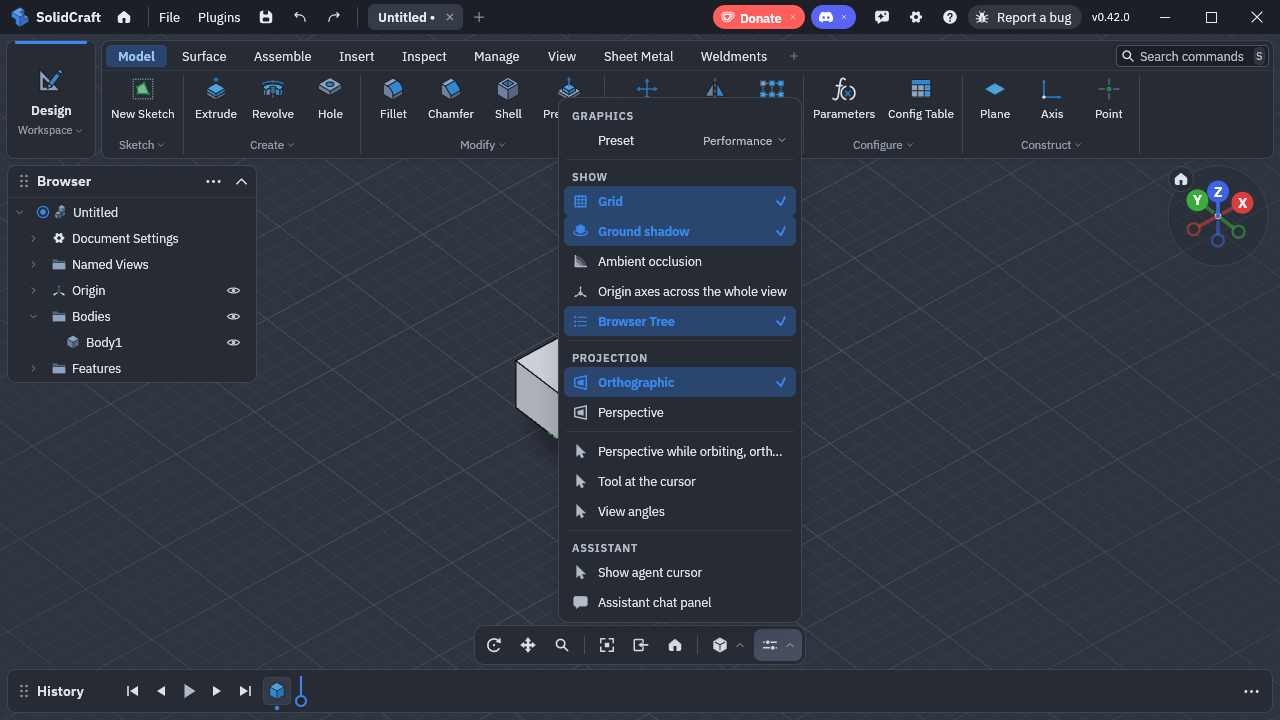 SolidCraft
File
Plugins
Untitled •
Donate
Report a bug
v0.42.0
Design
Workspace
Model
Surface
Assemble
Insert
Inspect
Manage
View
Sheet Metal
Weldments
Search commands
S
New Sketch
Extrude
Revolve
Hole
Fillet
Chamfer
Shell
Parameters
Config Table
Plane
Axis
Point
Sketch
Create
Modify
Configure
Construct
Browser
Untitled
Document Settings
Named Views
Origin
Bodies
Body1
Features
GRAPHICS
Preset
Performance
SHOW
Grid
Ground shadow
Ambient occlusion
Origin axes across the whole view
Browser Tree
PROJECTION
Orthographic
Perspective
Perspective while orbiting, orth...
Tool at the cursor
View angles
ASSISTANT
Show agent cursor
Assistant chat panel
Z
Y
X
History